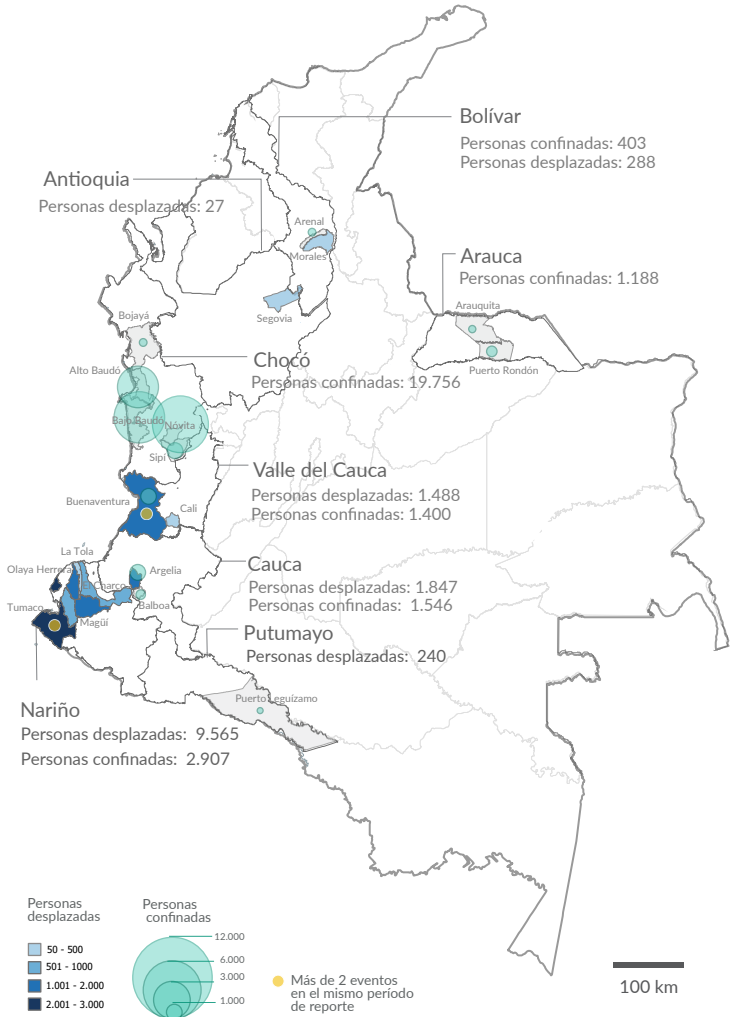 Bolívar
Personas confinadas: 403
Personas desplazadas: 288
Antioquia
Personas desplazadas: 27
Arenal
Morales
Segovia
Arauca
Personas confinadas: 1.188
Arauquita
Puerto Rondón
Bojayá
Chocó
Personas confinadas: 19.756
Alto Baudó
Bajo Baudó
Nóvita
Sipí
Valle del Cauca
Personas desplazadas: 1.488
Personas confinadas: 1.400
Buenaventura
Cali
La Tola
Olaya Herrera
El Charco
Argelia
Balboa
Cauca
Personas desplazadas: 1.847
Personas confinadas: 1.546
Tumaco
Magüí
Putumayo
Personas desplazadas: 240
Puerto Leguízamo
Nariño
Personas desplazadas: 9.565
Personas confinadas: 2.907
Personas
desplazadas
50 - 500
501 - 1000
1.001 - 2.000
2.001 - 3.000
Personas
confinadas
12.000
6.000
3.000
1.000
Más de 2 eventos
en el mismo período
de reporte
100 km